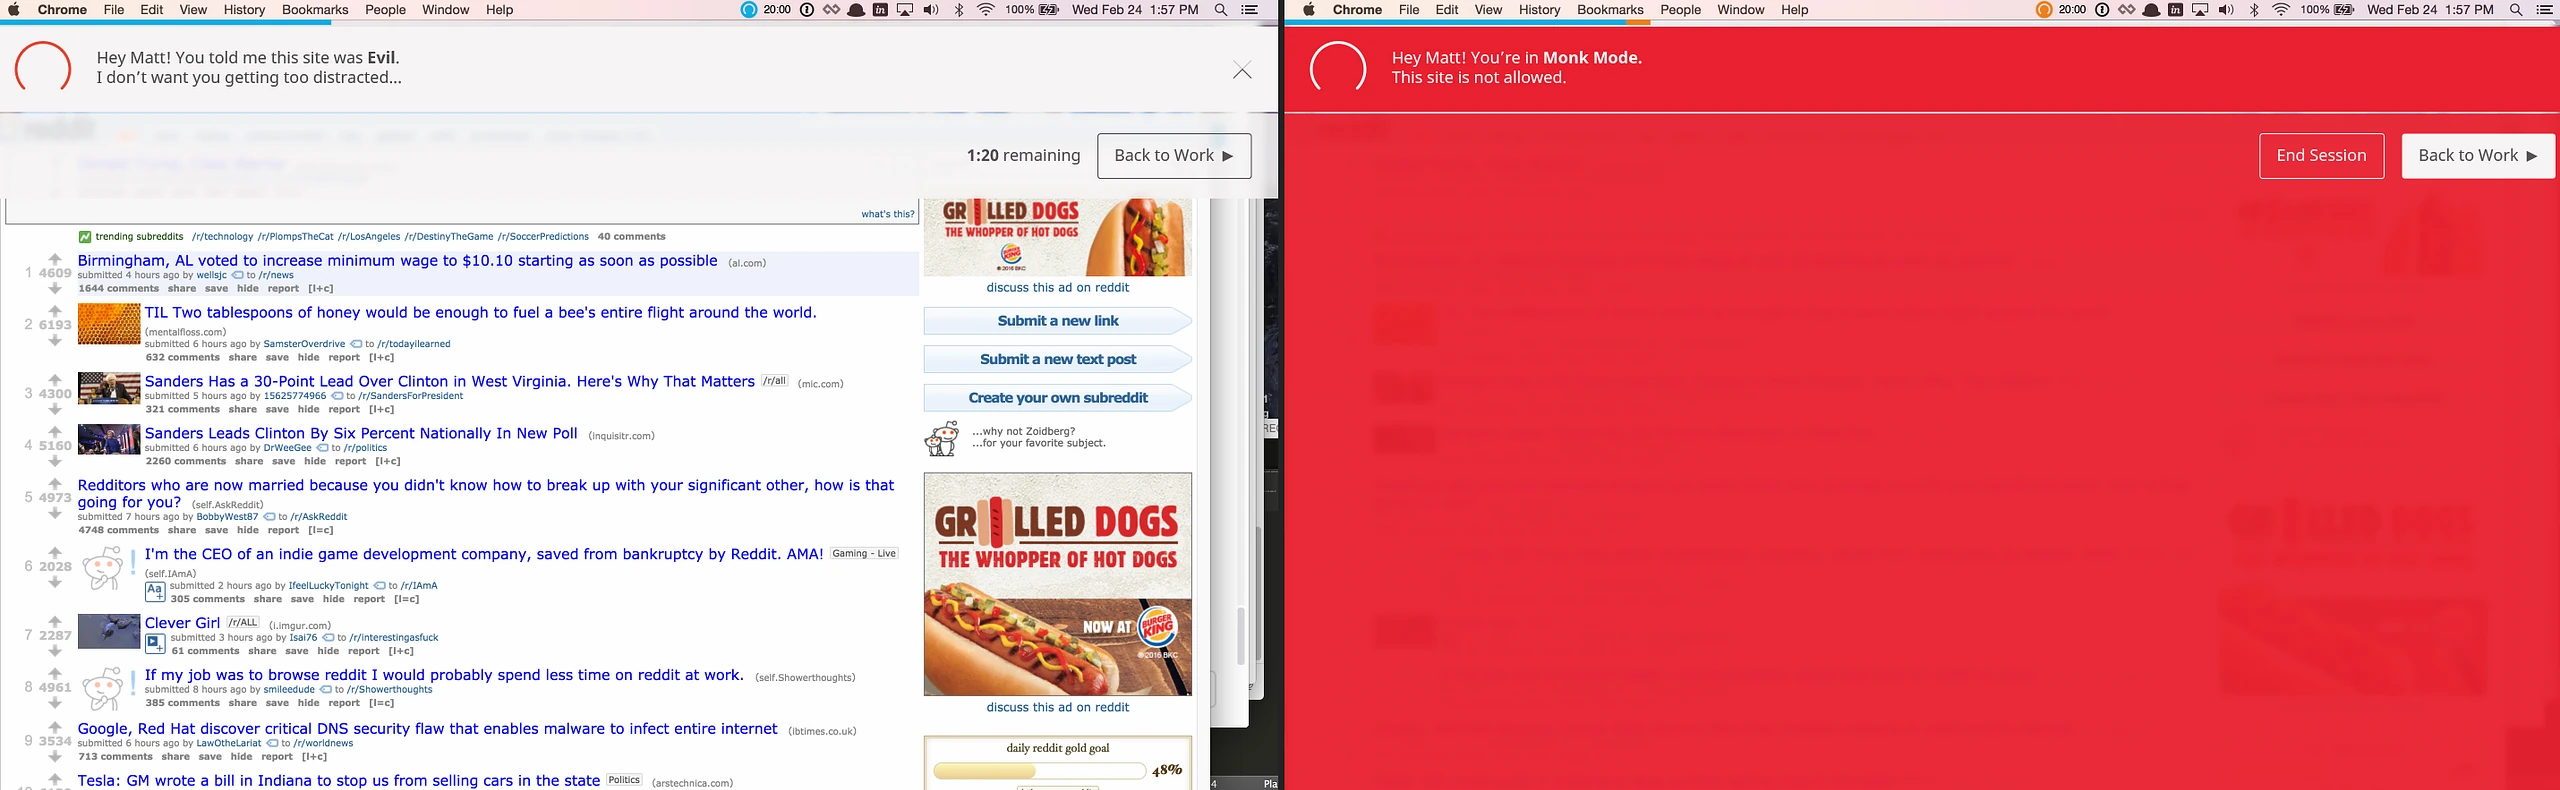 Chrome File Edit View History Bookmarks People Window Help
20:00 100% Wed Feb 24 1:57 PM
Hey Matt! You told me this site was Evil.
I don't want you getting too distracted...
1:20 remaining Back to Work ▶
what's this?
trending subreddits /r/technology /r/PlompsTheCat /r/LosAngeles /r/DestinyTheGame /r/SoccerPredictions 40 comments
1 4609
Birmingham, AL voted to increase minimum wage to $10.10 starting as soon as possible (al.com)
submitted 4 hours ago by wellsjc to /r/news
1644 comments share save hide report [l+c]
2 6193
TIL Two tablespoons of honey would be enough to fuel a bee's entire flight around the world.
(mentalfloss.com)
submitted 6 hours ago by SamsterOverdrive to /r/todayilearned
632 comments share save hide report [l+c]
3 4300
Sanders Has a 30-Point Lead Over Clinton in West Virginia. Here's Why That Matters /r/all (mic.com)
submitted 5 hours ago by 15625774966 to /r/SandersForPresident
321 comments share save hide report [l+c]
4 5160
Sanders Leads Clinton By Six Percent Nationally In New Poll (inquisitr.com)
submitted 6 hours ago by DrWeeGee to /r/politics
2260 comments share save hide report [l+c]
5 4973
Redditors who are now married because you didn't know how to break up with your significant other, how is that
going for you? (self.AskReddit)
submitted 7 hours ago by BobbyWest87 to /r/AskReddit
4748 comments share save hide report [l=c]
6 2028
I'm the CEO of an indie game development company, saved from bankruptcy by Reddit. AMA! Gaming - Live
(self.IAmA)
submitted 2 hours ago by IfeelLuckyTonight to /r/IAmA
Aa+
305 comments share save hide report [l=c]
7 2287
Clever Girl /r/ALL (i.imgur.com)
submitted 3 hours ago by Isai76 to /r/interestingasfuck
61 comments share save hide report [l+c]
8 4961
If my job was to browse reddit I would probably spend less time on reddit at work. (self.Showerthoughts)
submitted 8 hours ago by smileedude to /r/Showerthoughts
385 comments share save hide report [l=c]
9 3534
Google, Red Hat discover critical DNS security flaw that enables malware to infect entire internet (ibtimes.co.uk)
submitted 6 hours ago by LawOtheLariat to /r/worldnews
713 comments share save hide report [l+c]
Tesla: GM wrote a bill in Indiana to stop us from selling cars in the state Politics (arstechnica.com)
GRILLED DOGS
THE WHOPPER OF HOT DOGS
BURGER KING
® 2016 BKC
discuss this ad on reddit
Submit a new link
Submit a new text post
Create your own subreddit
...why not Zoidberg?
...for your favorite subject.
GRILLED DOGS
THE WHOPPER OF HOT DOGS
NOW AT BURGER KING
® 2016 BKC
discuss this ad on reddit
daily reddit gold goal
48%
Chrome File Edit View History Bookmarks People Window Help
20:00 100% Wed Feb 24 1:57 PM
Hey Matt! You're in Monk Mode.
This site is not allowed.
End Session Back to Work ▶